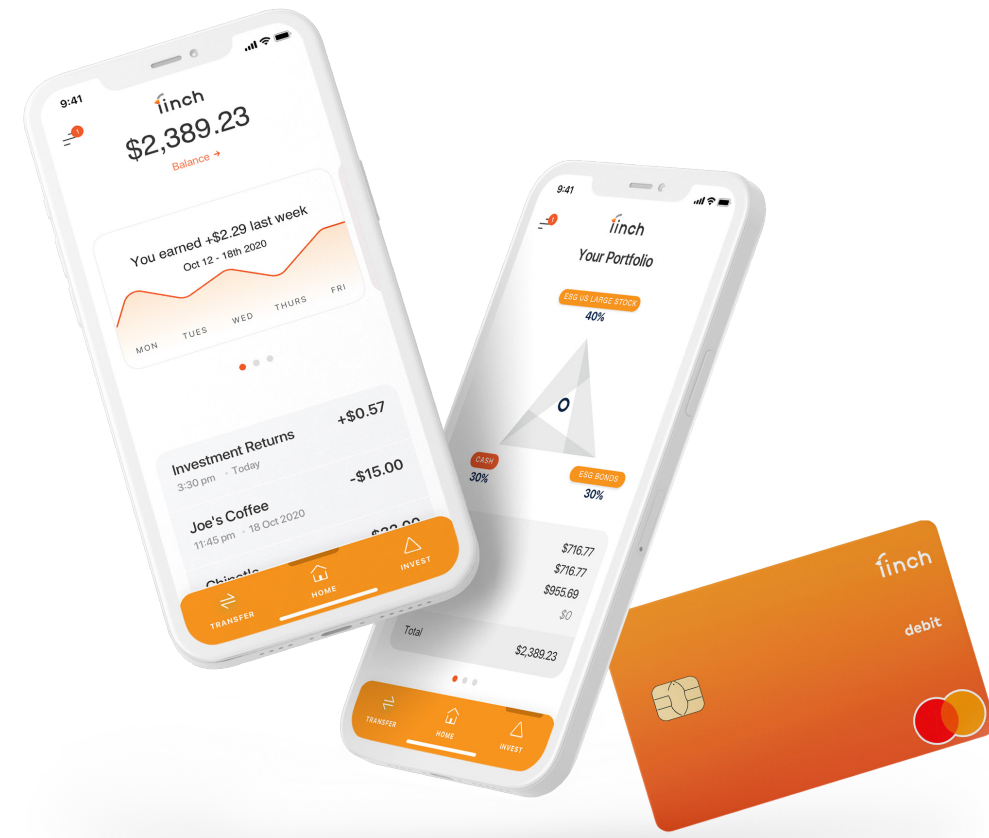 9:41
1
finch
$2,389.23
Balance →
You earned +$2.29 last week
Oct 12 - 18th 2020
MON TUES WED THURS FRI
Investment Returns +$0.57
3:30 pm · Today
Joe's Coffee -$15.00
11:45 pm · 18 Oct 2020
TRANSFER HOME INVEST
9:41
finch
Your Portfolio
ESG US LARGE STOCK
40%
CASH
30%
ESG BONDS
30%
$716.77
$716.77
$955.69
$0
Total $2,389.23
TRANSFER HOME INVEST
finch
debit